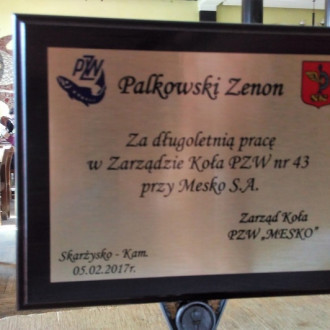 PZW
Palkowski Zenon
Za długoletnią pracę
w Zarządzie Koła PZW nr 43
przy Mesko S.A.
Zarząd Koła
PZW „MESKO”
Skarżysko - Kam.
05.02.2017r.